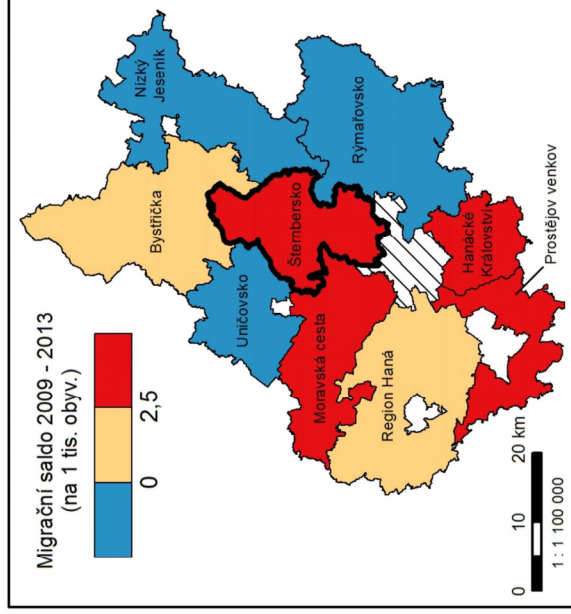 Migrační saldo 2009 - 2013
(na 1 tis. obyv.)
0
2,5
Nízký
Jeseník
Bystřička
Rýmařovsko
Šternbersko
Uničovsko
Moravská cesta
Hanácké
Království
Region Haná
Prostějov venkov
0 10 20 km
1 : 1 100 000